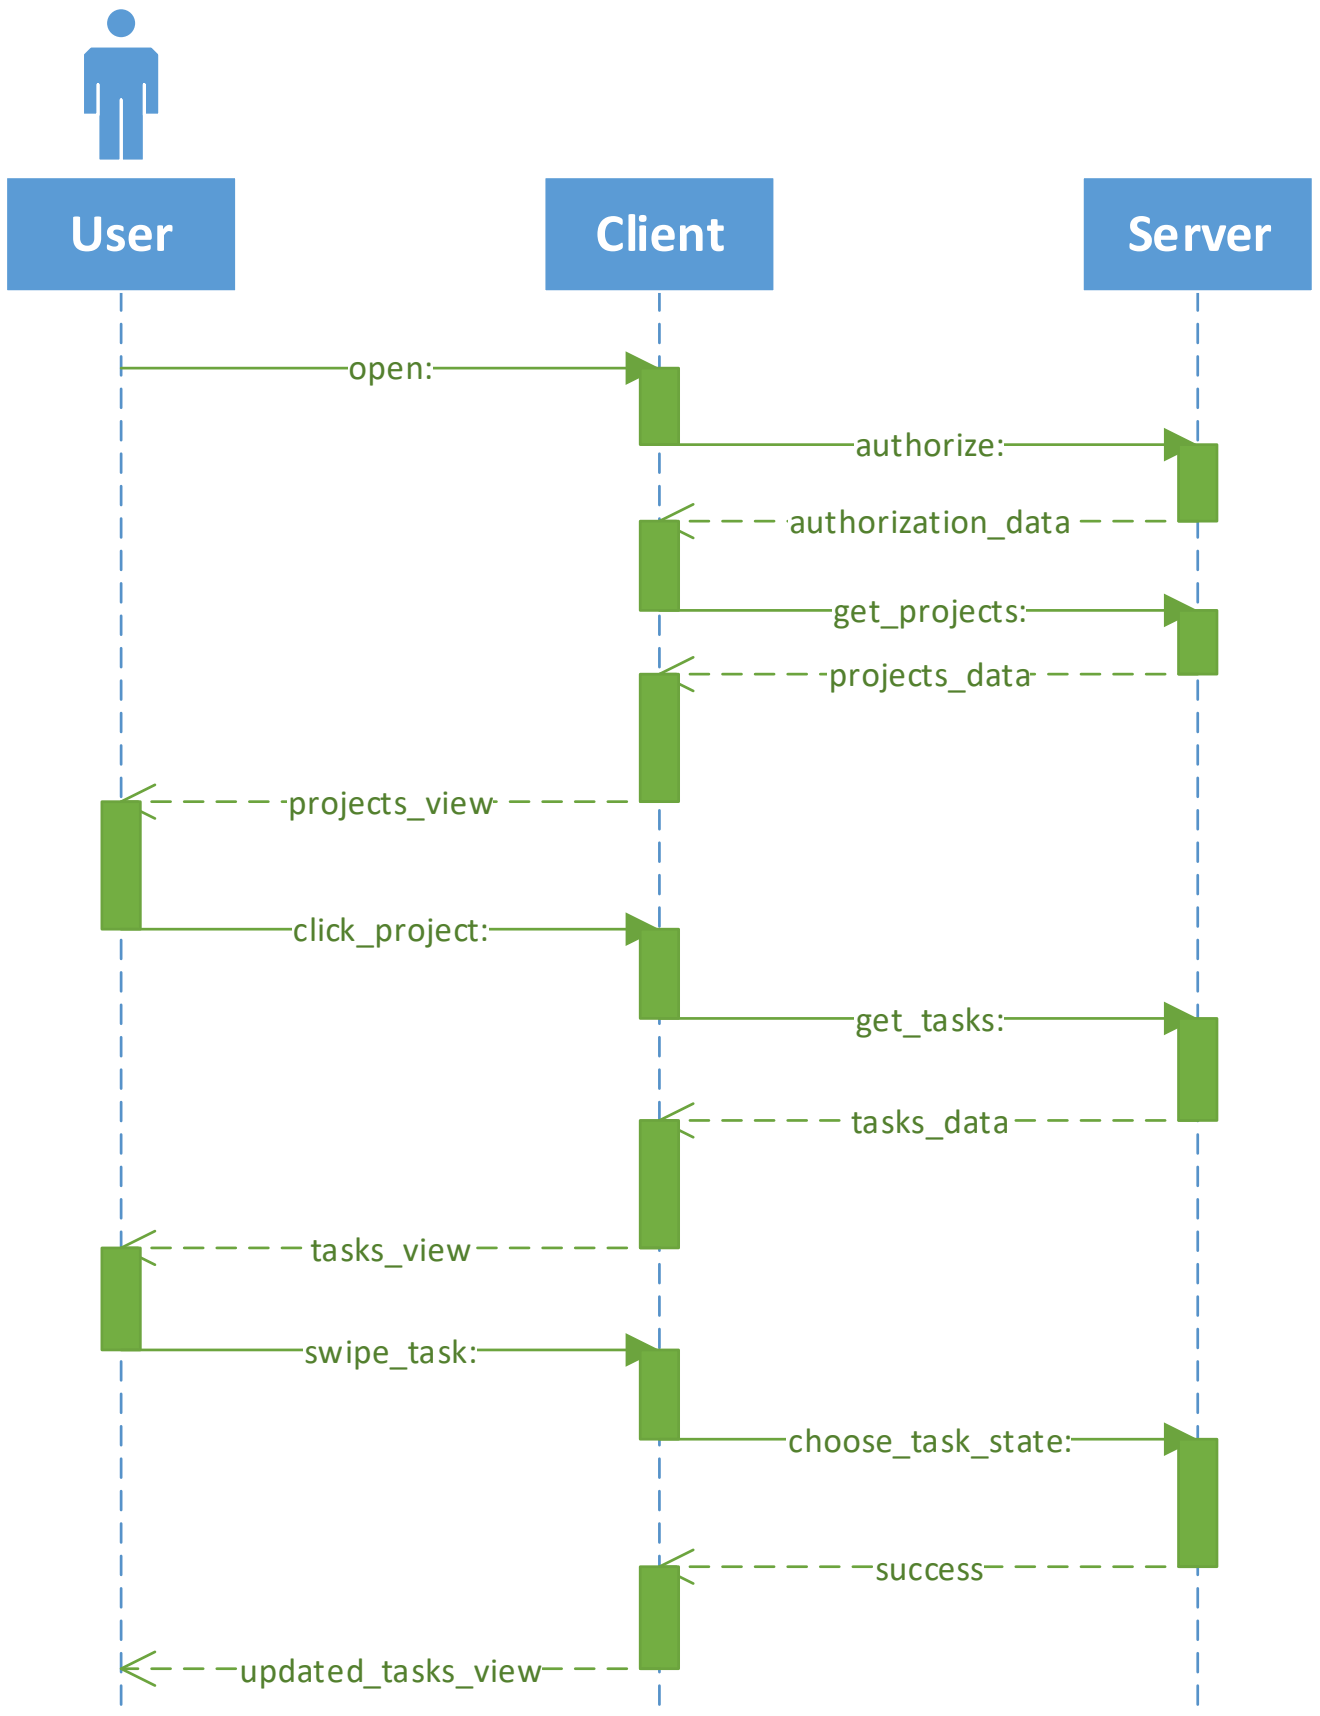 User
Client
Server
open:
authorize:
authorization_data
get_projects:
projects_data
projects_view
click_project:
get_tasks:
tasks_data
tasks_view
swipe_task:
choose_task_state:
success
updated_tasks_view